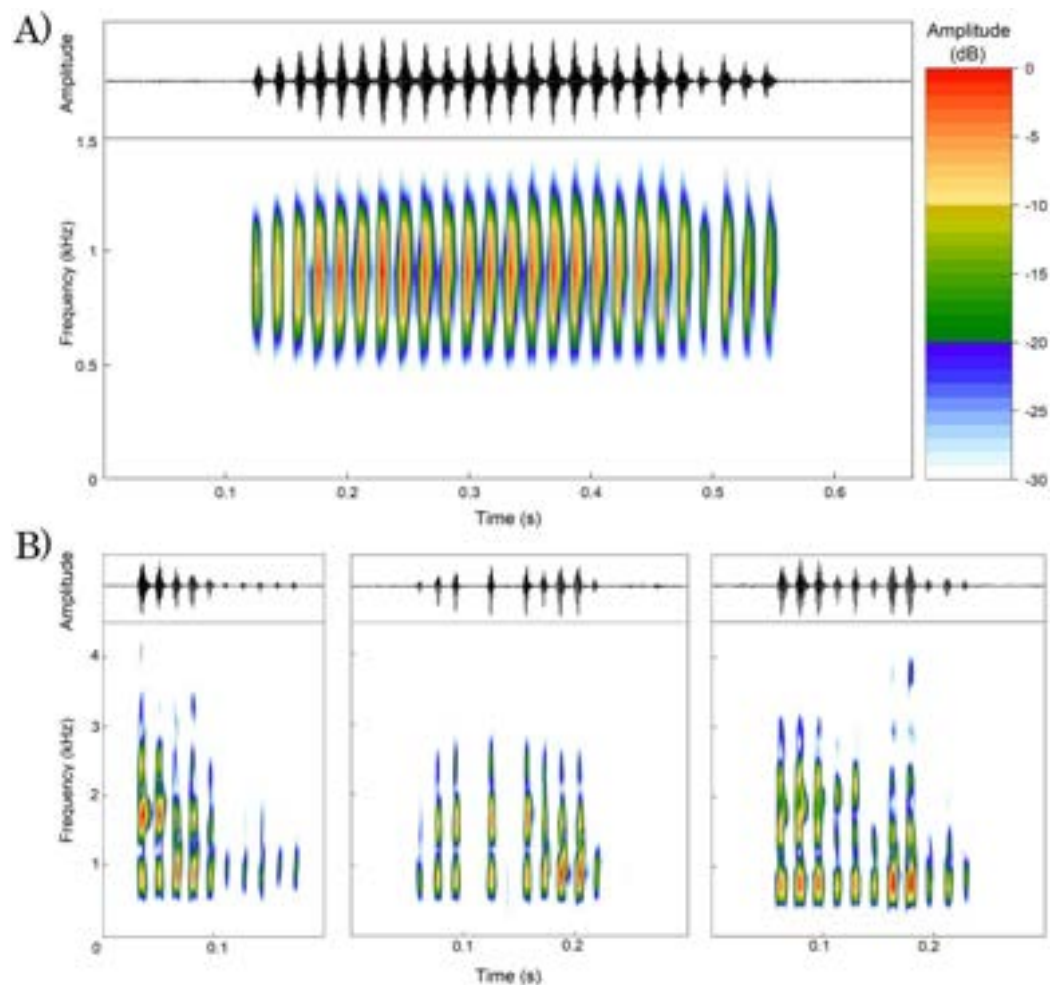 A)
Amplitude
Amplitude
(dB)
0
-5
-10
-15
-20
-25
-30
1.5
1
0.5
0
Frequency (kHz)
0.1 0.2 0.3 0.4 0.5 0.6
Time (s)
B)
Amplitude
4
3
2
1
0
Frequency (kHz)
0.1
0.1 0.2
0.1 0.2
Time (s)